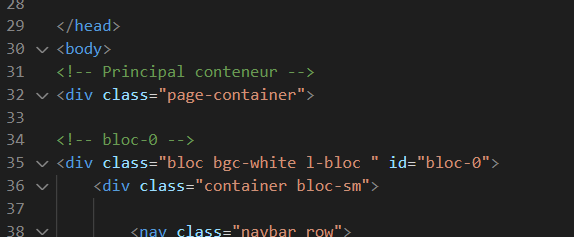 28
29 </head>
30 <body>
31 <!-- Principal conteneur -->
32 <div class="page-container">
33
34 <!-- bloc-0 -->
35 <div class="bloc bgc-white l-bloc " id="bloc-0">
36 <div class="container bloc-sm">
37
38 <nav class="navbar row">